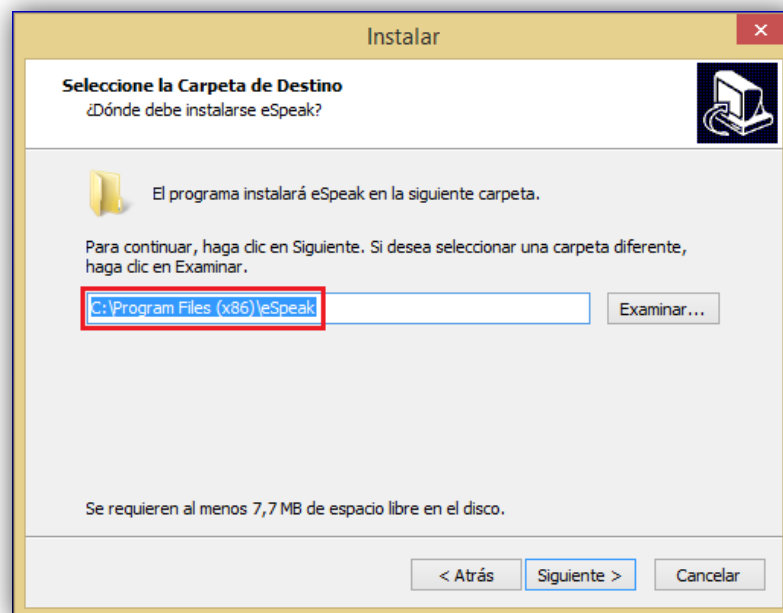 Instalar
Seleccione la Carpeta de Destino
¿Dónde debe instalarse eSpeak?
El programa instalará eSpeak en la siguiente carpeta.
Para continuar, haga clic en Siguiente. Si desea seleccionar una carpeta diferente,
haga clic en Examinar.
C:\Program Files (x86)\eSpeak
Examinar...
Se requieren al menos 7,7 MB de espacio libre en el disco.
< Atrás
Siguiente >
Cancelar